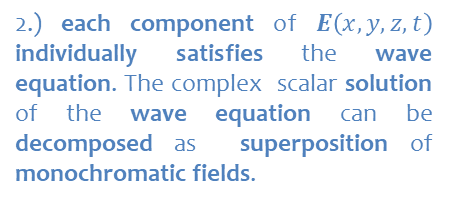 2.) each component of E(x, y, z, t)
individually satisfies the wave
equation. The complex scalar solution
of the wave equation can be
decomposed as superposition of
monochromatic fields.